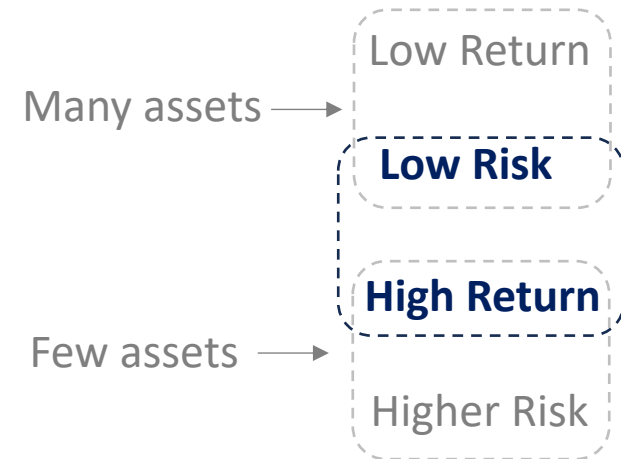 Low Return
Many assets
Low Risk
High Return
Few assets
Higher Risk